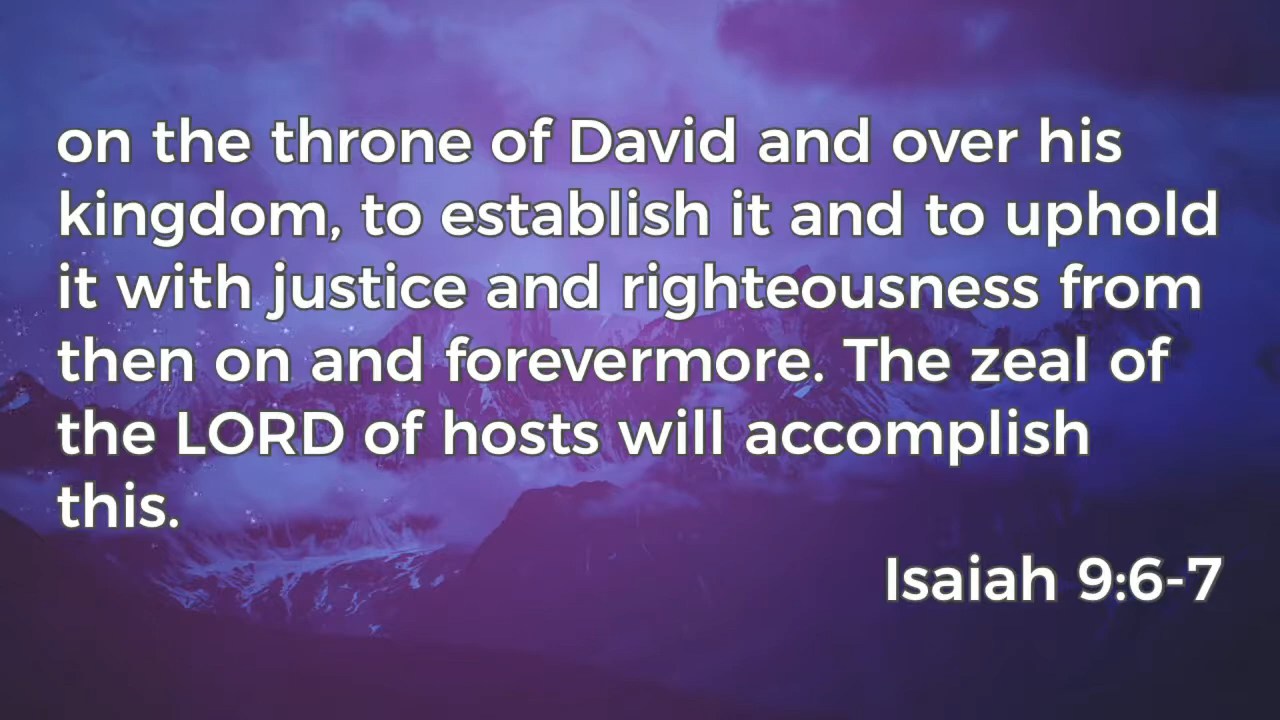 on the throne of David and over his
kingdom, to establish it and to uphold
it with justice and righteousness from
then on and forevermore. The zeal of
the LORD of hosts will accomplish
this.
Isaiah 9:6-7